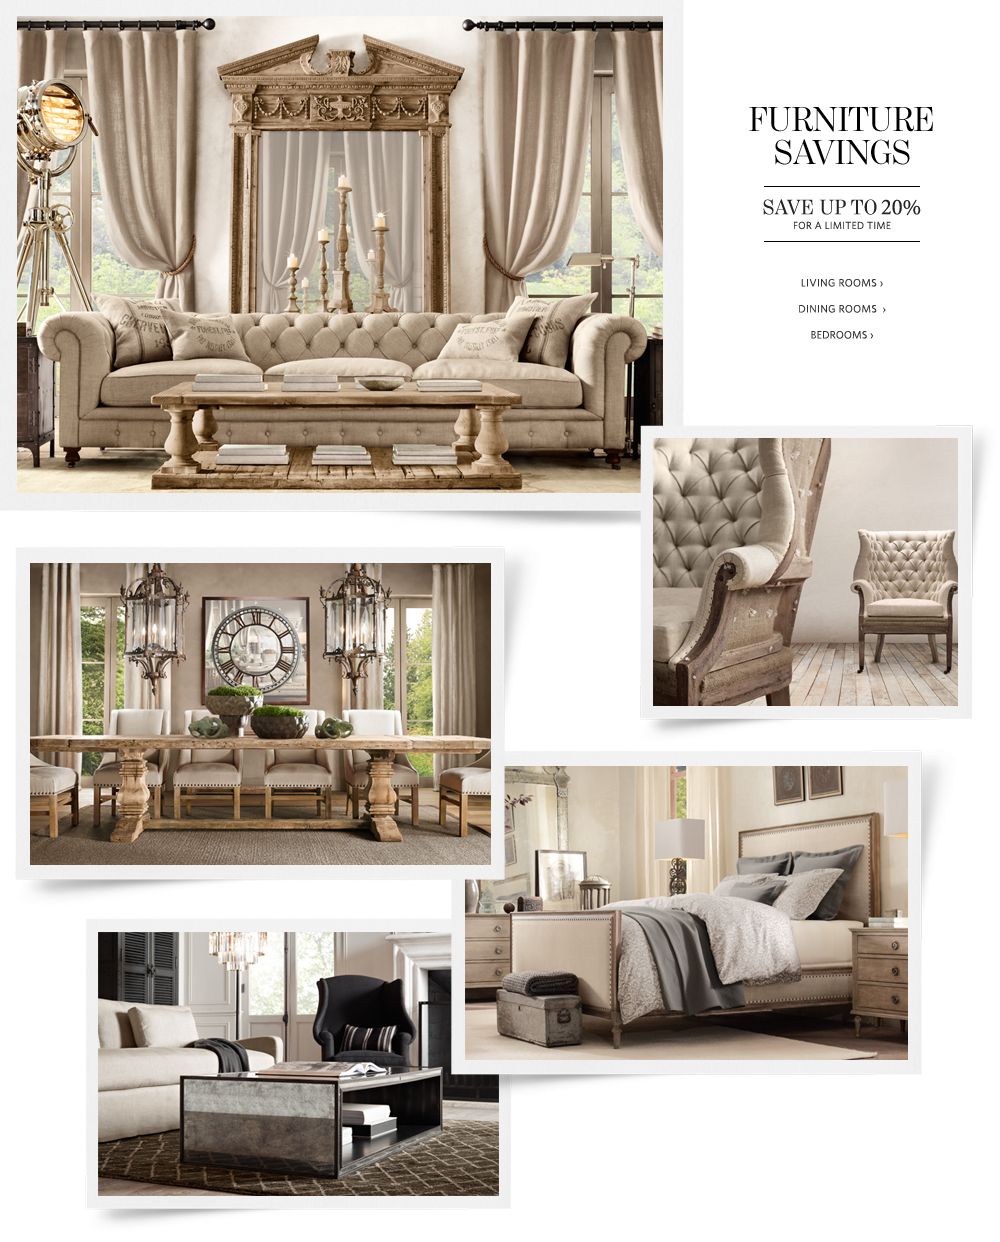 FURNITURE
SAVINGS
SAVE UP TO 20%
FOR A LIMITED TIME
LIVING ROOMS ›
DINING ROOMS ›
BEDROOMS ›